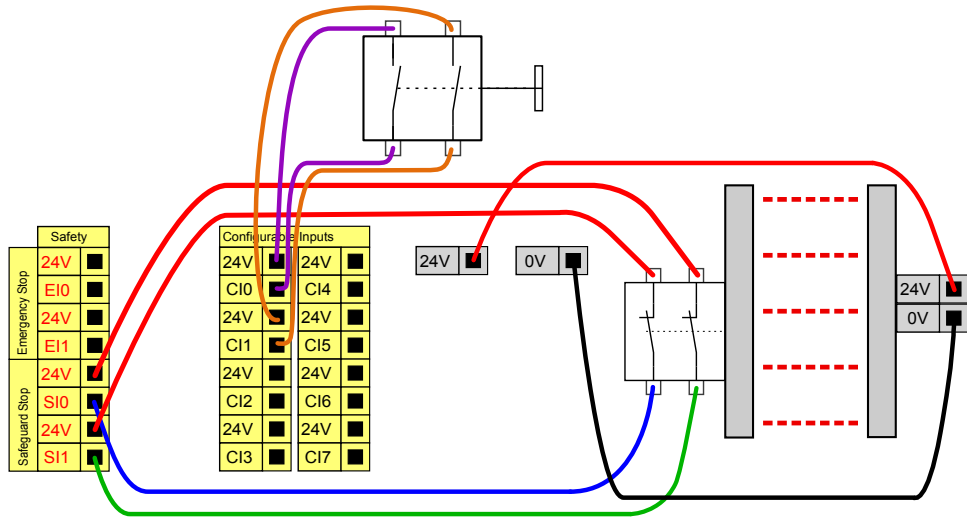 Safety
Emergency Stop
24V
EI0
24V
EI1
Safeguard Stop
24V
SI0
24V
SI1
Configurable Inputs
24V 24V
CI0 CI4
24V 24V
CI1 CI5
24V 24V
CI2 CI6
24V 24V
CI3 CI7
24V
0V
24V
0V